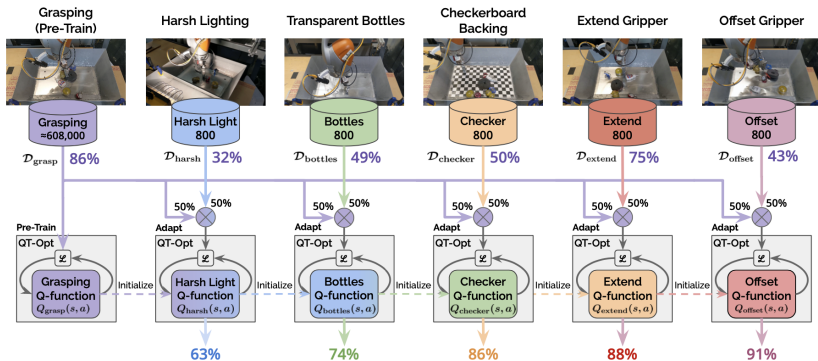 Grasping
(Pre-Train)
Harsh Lighting
Transparent Bottles
Checkerboard
Backing
Extend Gripper
Offset Gripper
Grasping
≈608,000
Harsh Light
800
Bottles
800
Checker
800
Extend
800
Offset
800
𝒟grasp 86%
𝒟harsh 32%
𝒟bottles 49%
𝒟checker 50%
𝒟extend 75%
𝒟offset 43%
50% 50%
50% 50%
50% 50%
50% 50%
50% 50%
Pre-Train
Adapt
Adapt
Adapt
Adapt
Adapt
QT-Opt
QT-Opt
QT-Opt
QT-Opt
QT-Opt
QT-Opt
ℒ
ℒ
ℒ
ℒ
ℒ
ℒ
Grasping
Q-function
Qgrasp(s, a)
Initialize
Harsh Light
Q-function
Qharsh(s, a)
Initialize
Bottles
Q-function
Qbottles(s, a)
Initialize
Checker
Q-function
Qchecker(s, a)
Initialize
Extend
Q-function
Qextend(s, a)
Initialize
Offset
Q-function
Qoffset(s, a)
63%
74%
86%
88%
91%